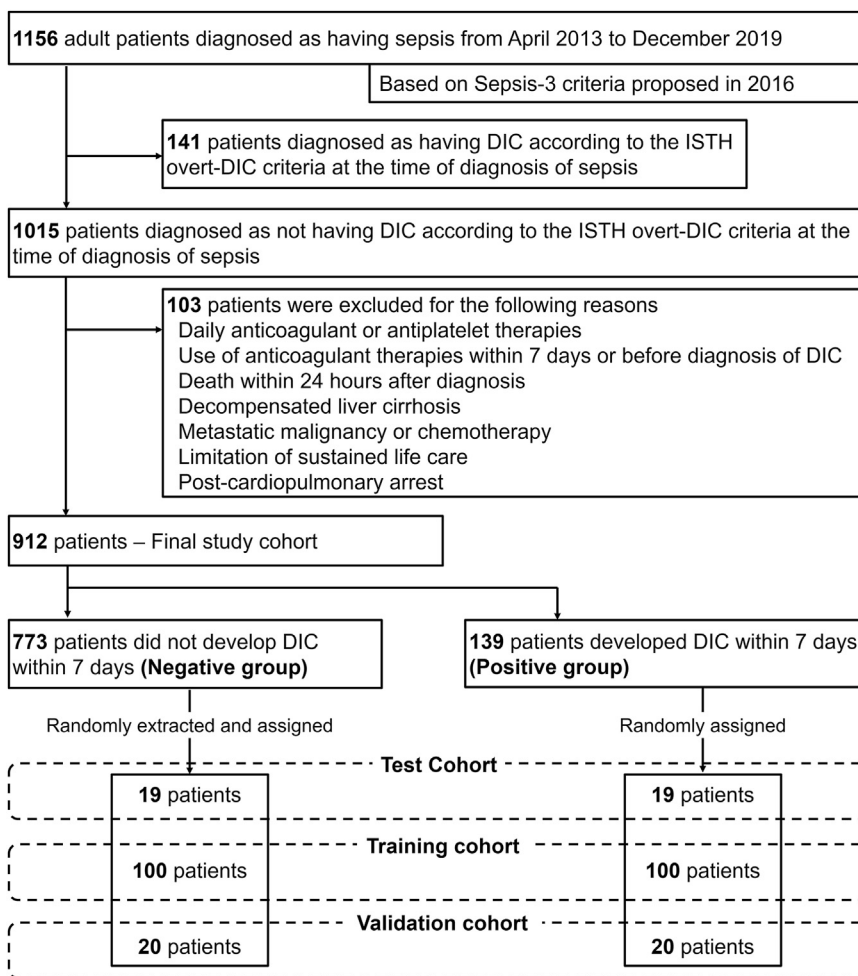 1156 adult patients diagnosed as having sepsis from April 2013 to December 2019
Based on Sepsis-3 criteria proposed in 2016
141 patients diagnosed as having DIC according to the ISTH
overt-DIC criteria at the time of diagnosis of sepsis
1015 patients diagnosed as not having DIC according to the ISTH overt-DIC criteria at the
time of diagnosis of sepsis
103 patients were excluded for the following reasons
Daily anticoagulant or antiplatelet therapies
Use of anticoagulant therapies within 7 days or before diagnosis of DIC
Death within 24 hours after diagnosis
Decompensated liver cirrhosis
Metastatic malignancy or chemotherapy
Limitation of sustained life care
Post-cardiopulmonary arrest
912 patients – Final study cohort
773 patients did not develop DIC
within 7 days (Negative group)
139 patients developed DIC within 7 days
(Positive group)
Randomly extracted and assigned
Randomly assigned
Test Cohort
19 patients
19 patients
Training cohort
100 patients
100 patients
Validation cohort
20 patients
20 patients